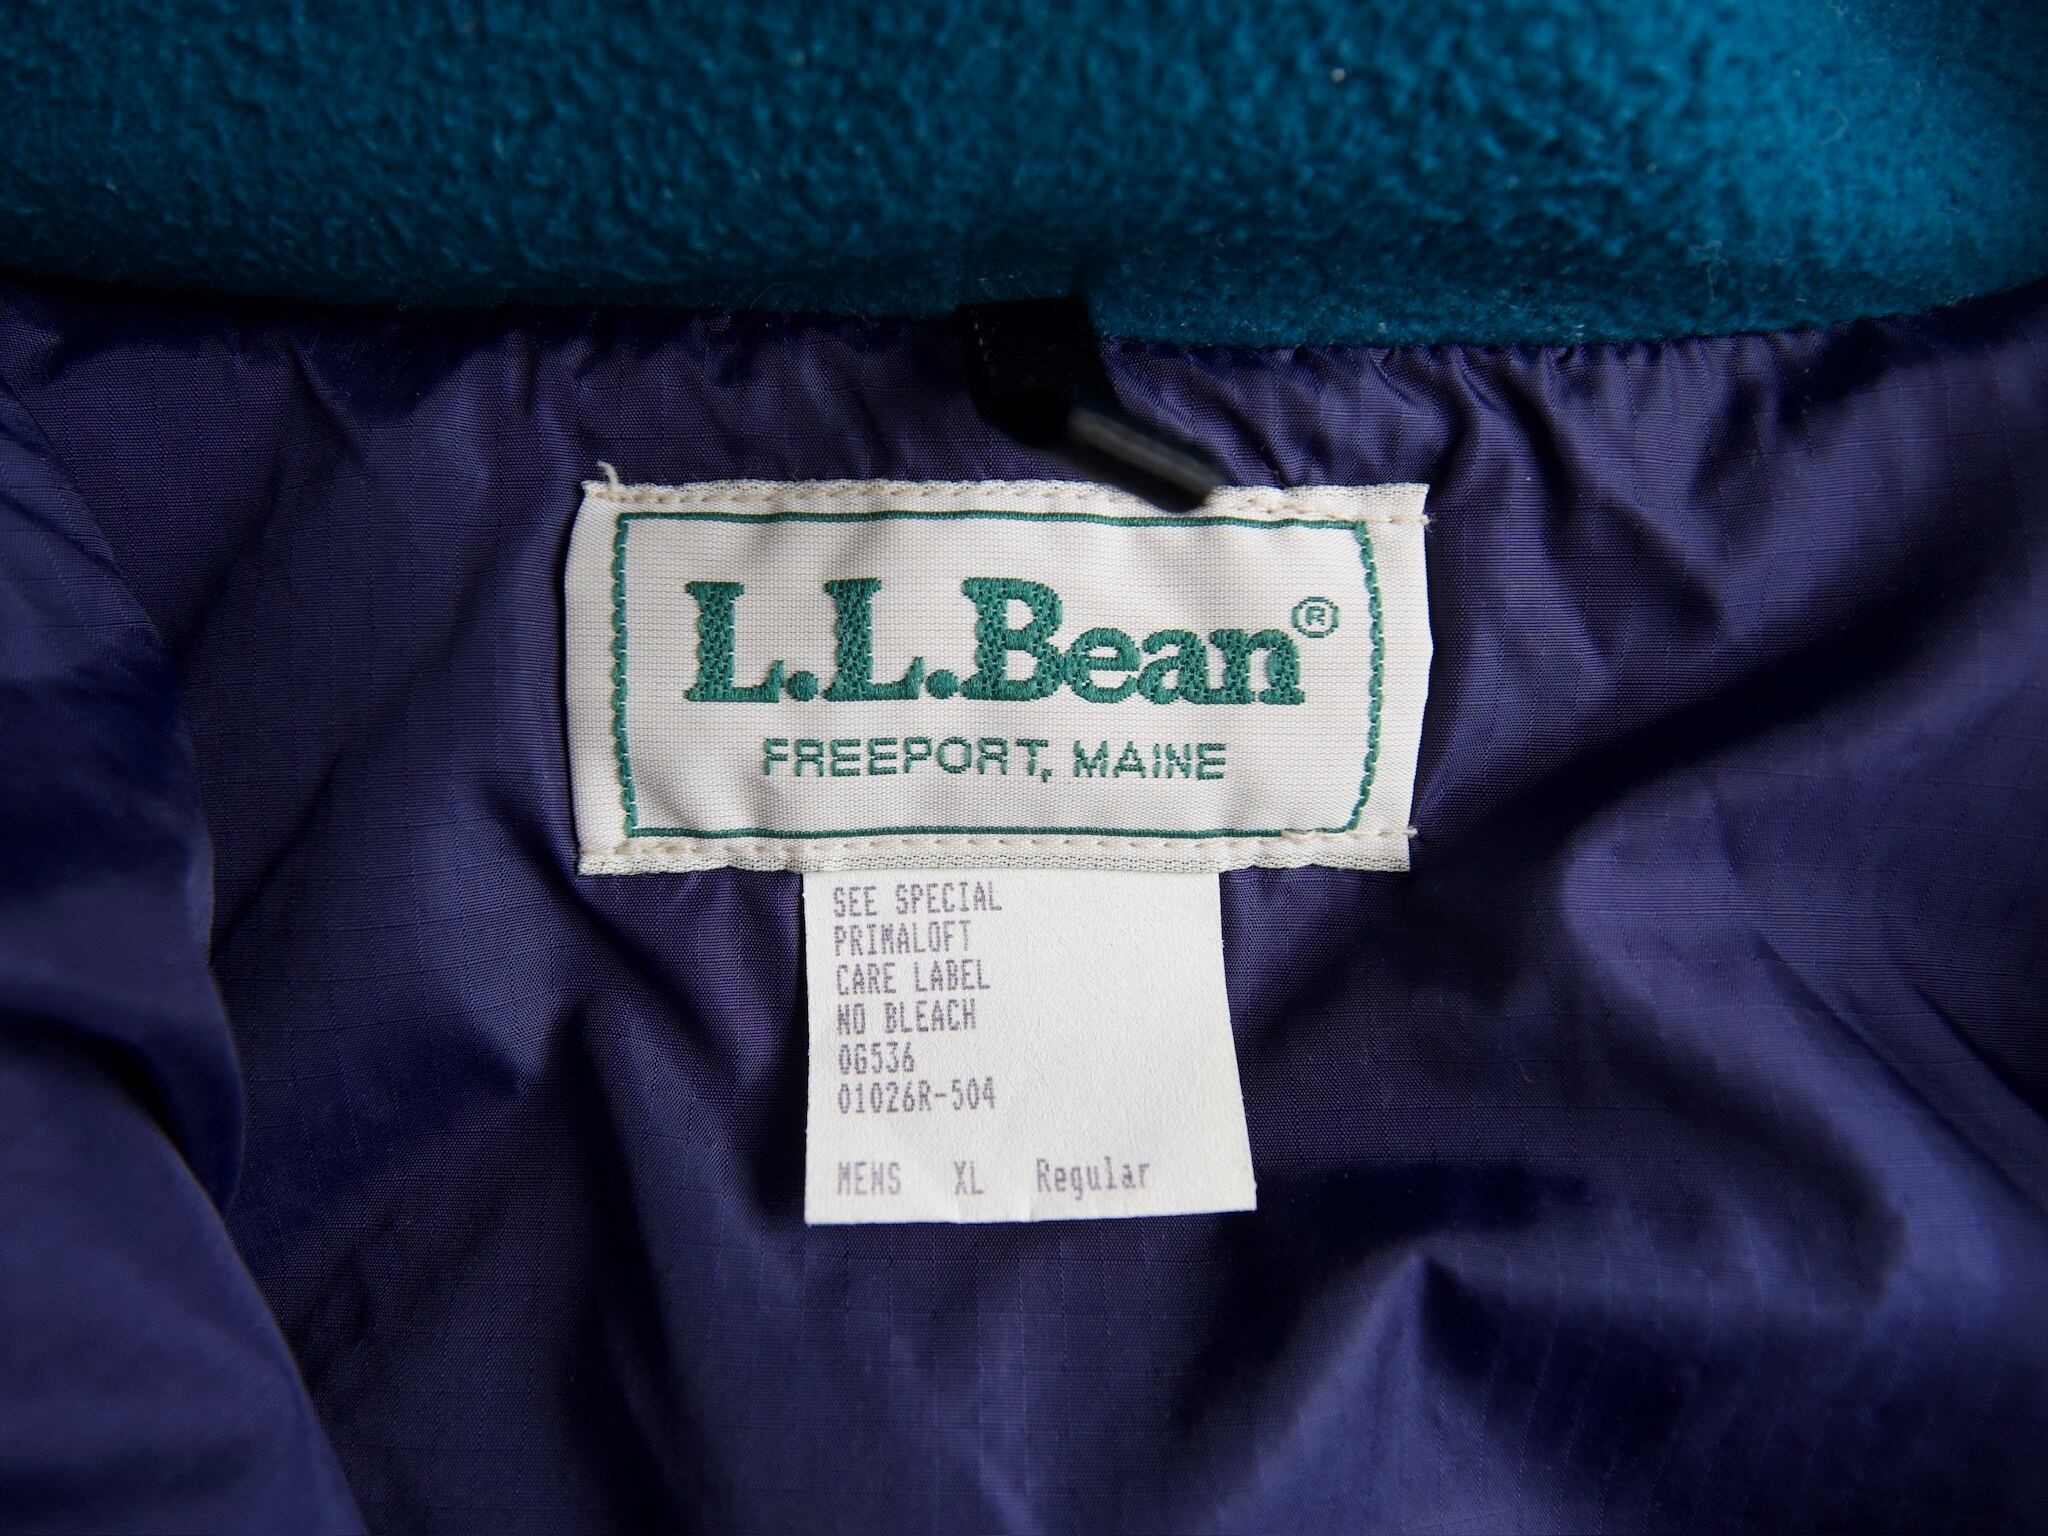 L.L.Bean®
FREEPORT, MAINE
SEE SPECIAL
PRIMALOFT
CARE LABEL
NO BLEACH
0G536
01026R-504
MENS XL Regular